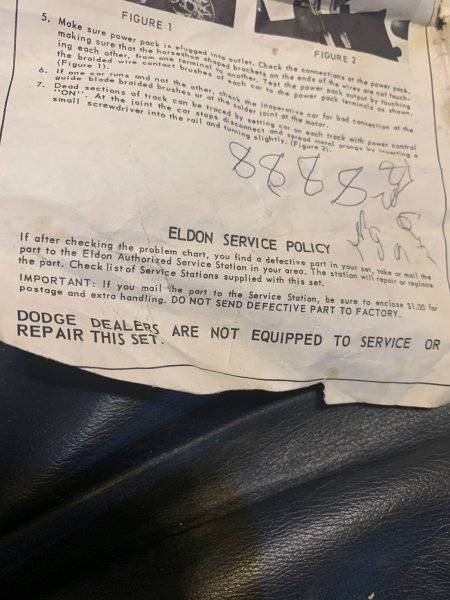 FIGURE 1
FIGURE 2
5. Make sure power pack is plugged into outlet. Check the connections at the power pack,
making sure that the horseshoe shaped brackets on the ends of the wires are not touch-
ing each other, from one terminal to another. Test the power pack output by touching
the braided wire contact brushes of each car to the power pack terminals as shown.
(Figure 1).
6. If one car runs and not the other, check the inoperative car for bad connection at the
guide blade braided brushes or at the solder joint at the motor.
7. Dead sections of track can be traced by setting car on each track with power control
"ON". At the joint the car stops disconnect and spread metal prongs by inserting a
small screwdriver into the rail and turning slightly. (Figure 2).
8 8 8 8
ELDON SERVICE POLICY
If after checking the problem chart, you find a defective part in your set, take or mail the
part to the Eldon Authorized Service Station in your area. The station will repair or replace
the part. Check list of Service Stations supplied with this set.
IMPORTANT: If you mail the part to the Service Station, be sure to enclose $1.00 for
postage and extra handling. DO NOT SEND DEFECTIVE PART TO FACTORY.
DODGE DEALERS ARE NOT EQUIPPED TO SERVICE OR
REPAIR THIS SET.